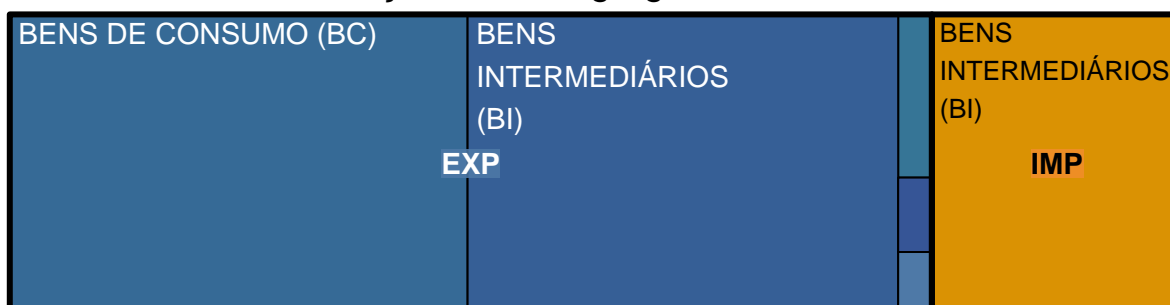 BENS DE CONSUMO (BC)
BENS
INTERMEDIÁRIOS
(BI)
EXP
BENS
INTERMEDIÁRIOS
(BI)
IMP